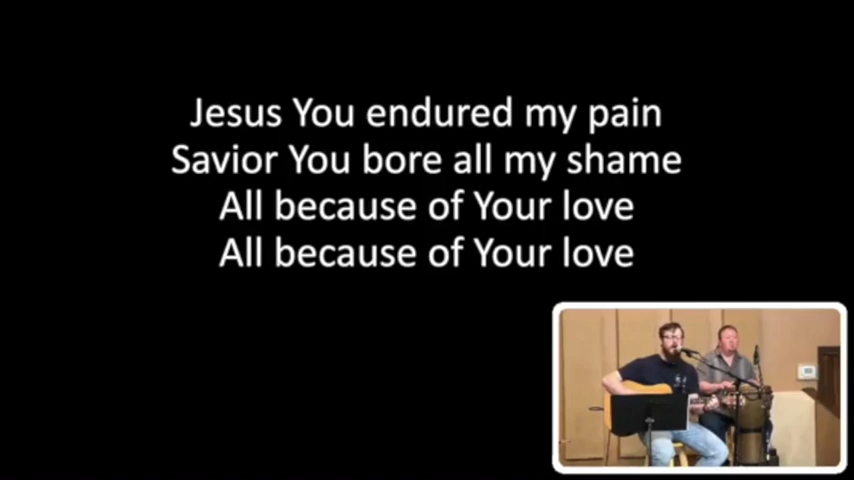 Jesus You endured my pain
Savior You bore all my shame
All because of Your love
All because of Your love